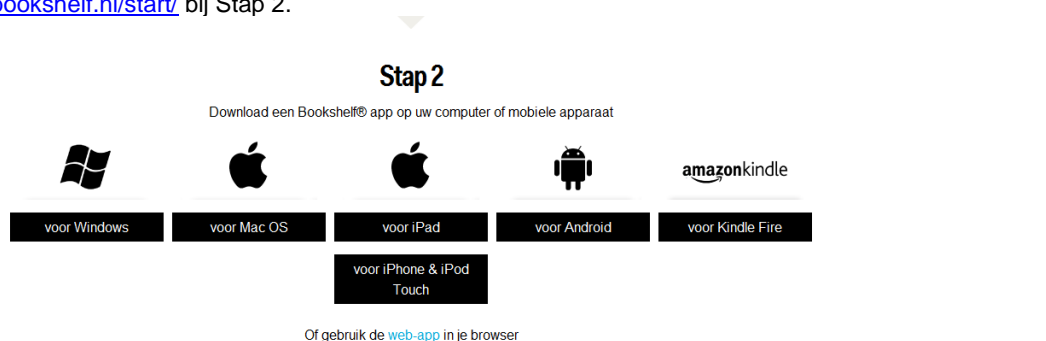 bookshelf.nl/start/ bij Stap 2.
Stap 2
Download een Bookshelf® app op uw computer of mobiele apparaat
amazonkindle
voor Windows voor Mac OS voor iPad voor Android voor Kindle Fire
voor iPhone & iPod
Touch
Of gebruik de web-app in je browser